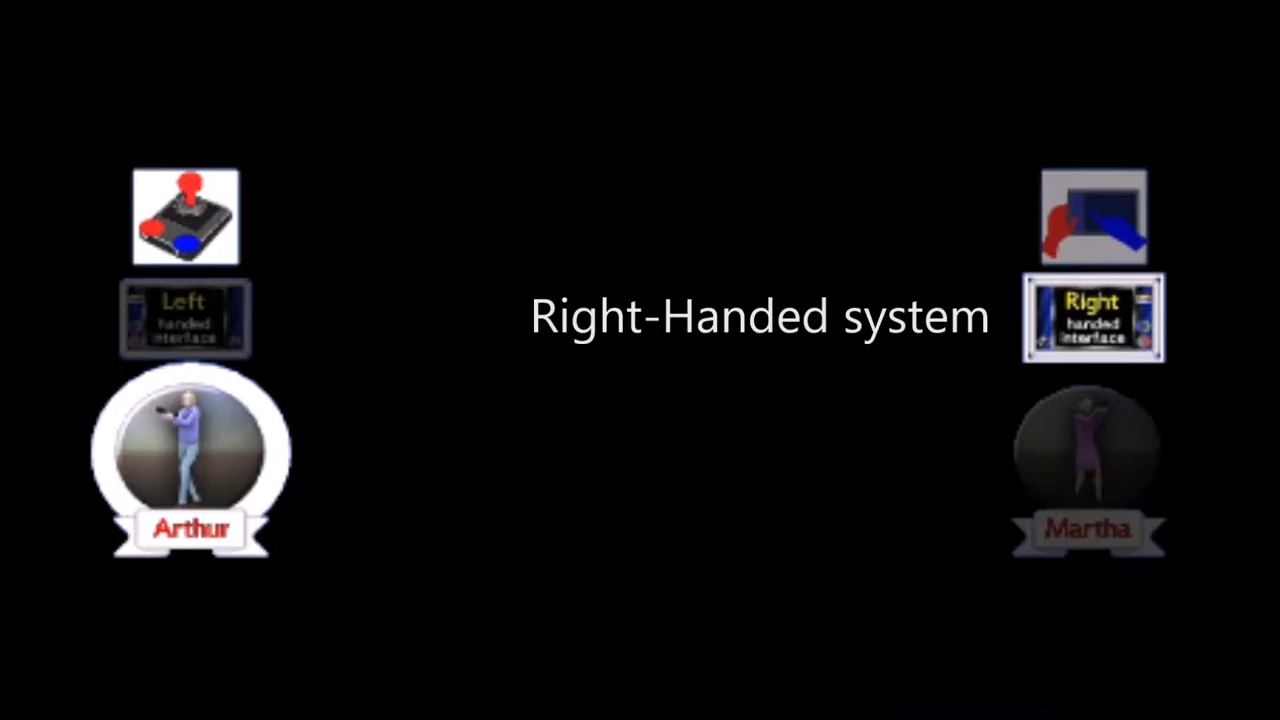 Left
handed
interface
Right-Handed system
Right
handed
interface
Arthur
Martha